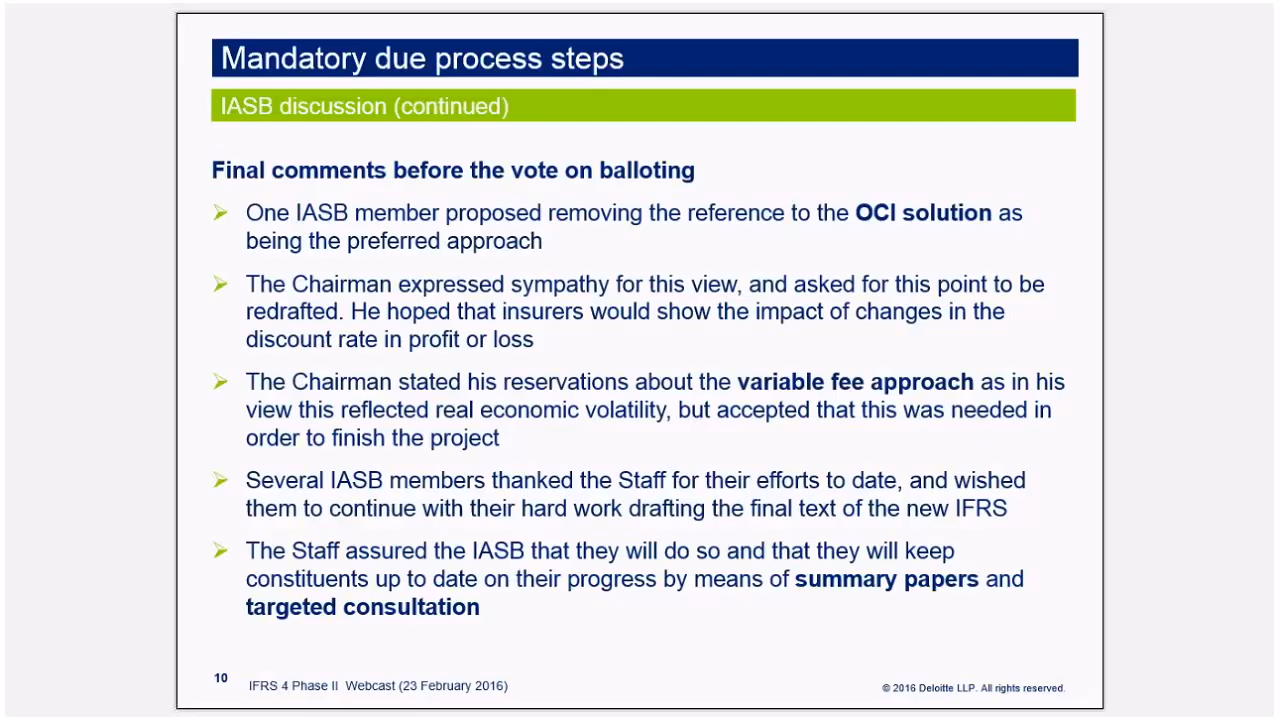 Mandatory due process steps
IASB discussion (continued)
Final comments before the vote on balloting
One IASB member proposed removing the reference to the OCI solution as
being the preferred approach
The Chairman expressed sympathy for this view, and asked for this point to be
redrafted. He hoped that insurers would show the impact of changes in the
discount rate in profit or loss
The Chairman stated his reservations about the variable fee approach as in his
view this reflected real economic volatility, but accepted that this was needed in
order to finish the project
Several IASB members thanked the Staff for their efforts to date, and wished
them to continue with their hard work drafting the final text of the new IFRS
The Staff assured the IASB that they will do so and that they will keep
constituents up to date on their progress by means of summary papers and
targeted consultation
10 IFRS 4 Phase II Webcast (23 February 2016)
© 2016 Deloitte LLP. All rights reserved.